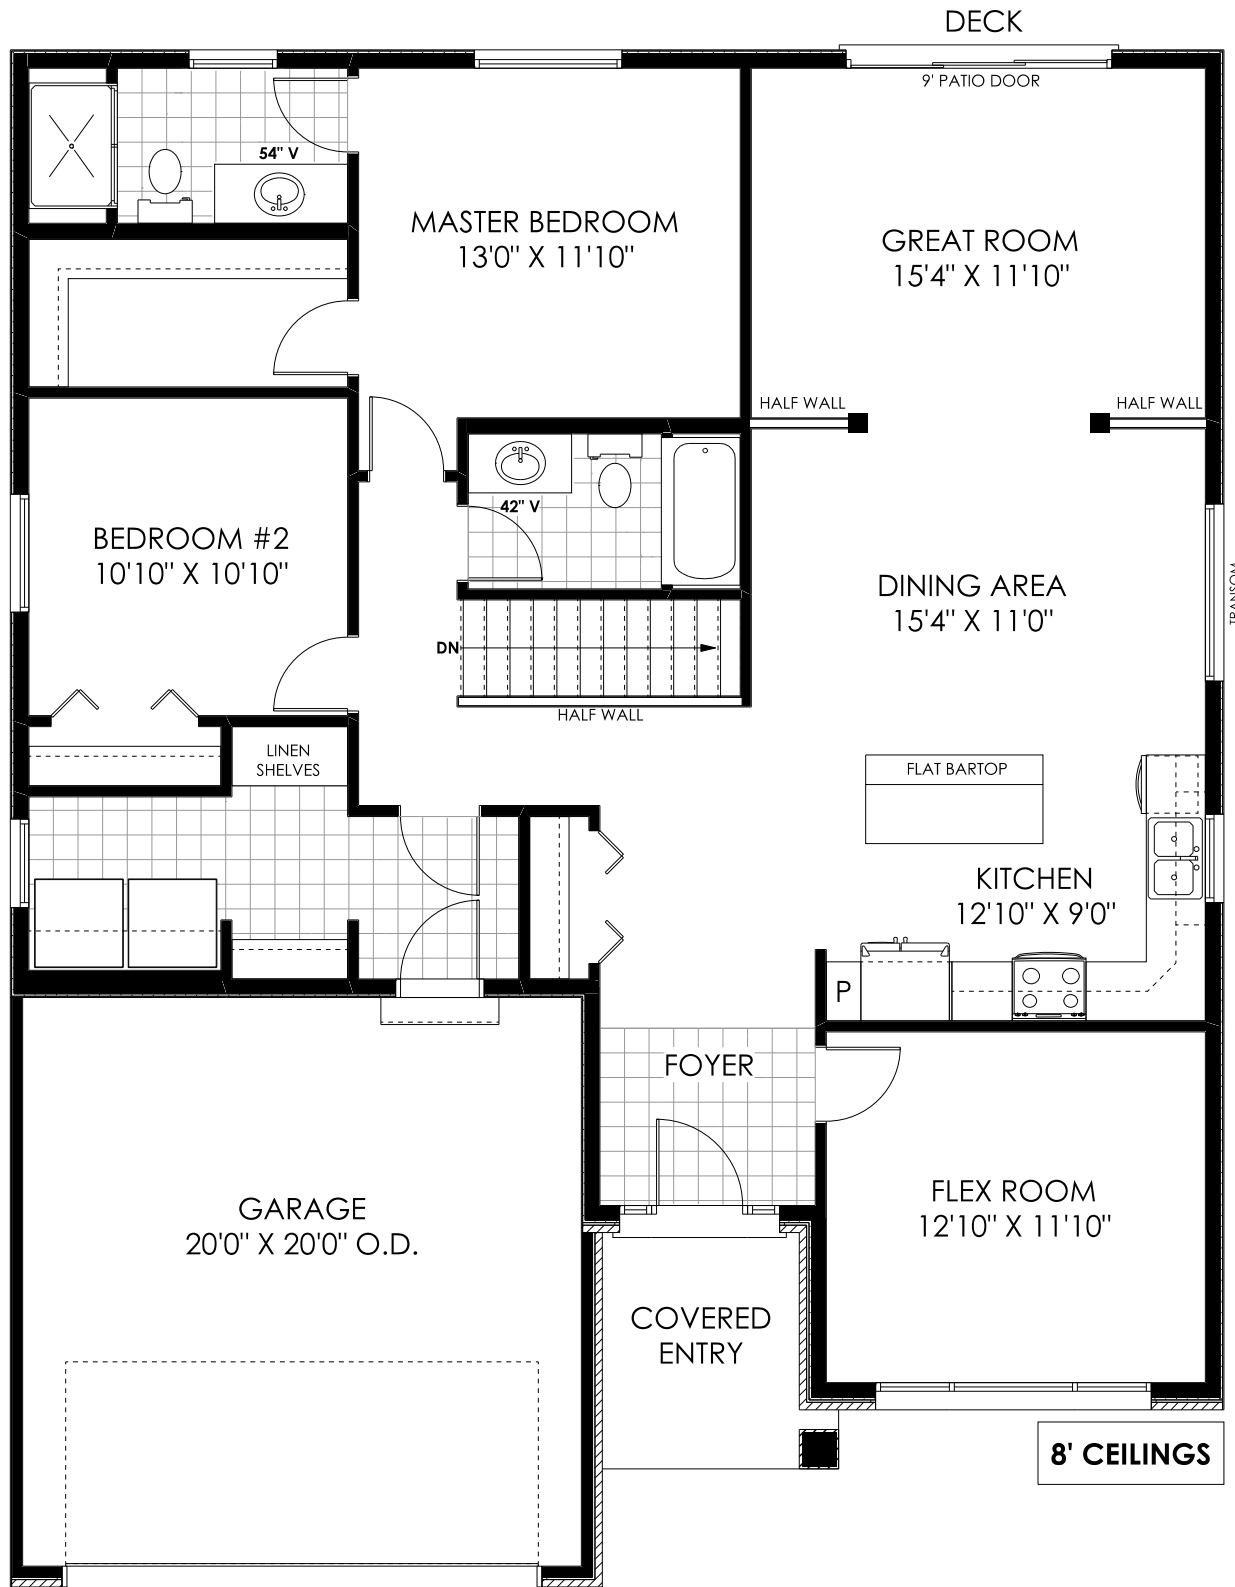 DECK
9' PATIO DOOR
54" V
MASTER BEDROOM
13'0" X 11'10"
GREAT ROOM
15'4" X 11'10"
HALF WALL
HALF WALL
42" V
BEDROOM #2
10'10" X 10'10"
DINING AREA
15'4" X 11'0"
TRANSOM
DN
HALF WALL
LINEN
SHELVES
FLAT BARTOP
KITCHEN
12'10" X 9'0"
P
FOYER
FLEX ROOM
12'10" X 11'10"
GARAGE
20'0" X 20'0" O.D.
COVERED
ENTRY
8' CEILINGS